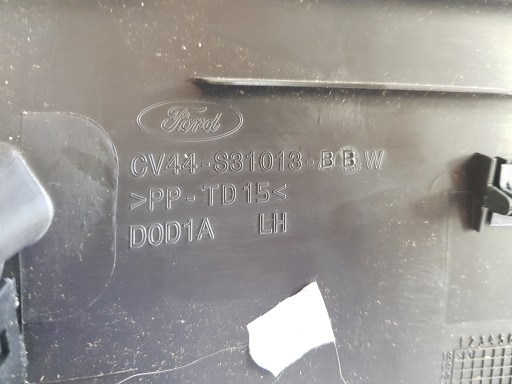 Ford
CV44-S31013-BBW
>PP-TD15<
D0D1A LH